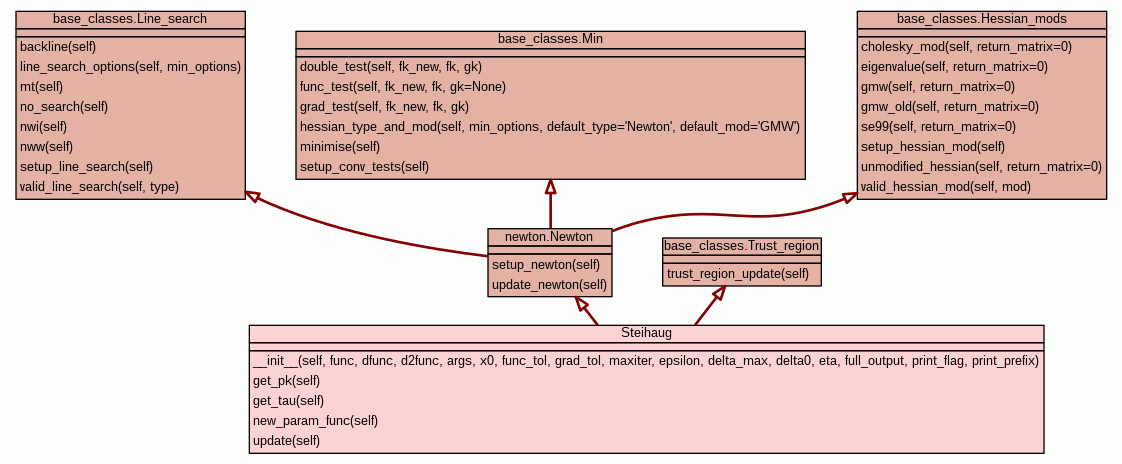 base_classes.Line_search
backline(self)
line_search_options(self, min_options)
mt(self)
no_search(self)
nwi(self)
nww(self)
setup_line_search(self)
valid_line_search(self, type)
base_classes.Min
double_test(self, fk_new, fk, gk)
func_test(self, fk_new, fk, gk=None)
grad_test(self, fk_new, fk, gk)
hessian_type_and_mod(self, min_options, default_type='Newton', default_mod='GMW')
minimise(self)
setup_conv_tests(self)
base_classes.Hessian_mods
cholesky_mod(self, return_matrix=0)
eigenvalue(self, return_matrix=0)
gmw(self, return_matrix=0)
gmw_old(self, return_matrix=0)
se99(self, return_matrix=0)
setup_hessian_mod(self)
unmodified_hessian(self, return_matrix=0)
valid_hessian_mod(self, mod)
newton.Newton
setup_newton(self)
update_newton(self)
base_classes.Trust_region
trust_region_update(self)
Steihaug
__init__(self, func, dfunc, d2func, args, x0, func_tol, grad_tol, maxiter, epsilon, delta_max, delta0, eta, full_output, print_flag, print_prefix)
get_pk(self)
get_tau(self)
new_param_func(self)
update(self)